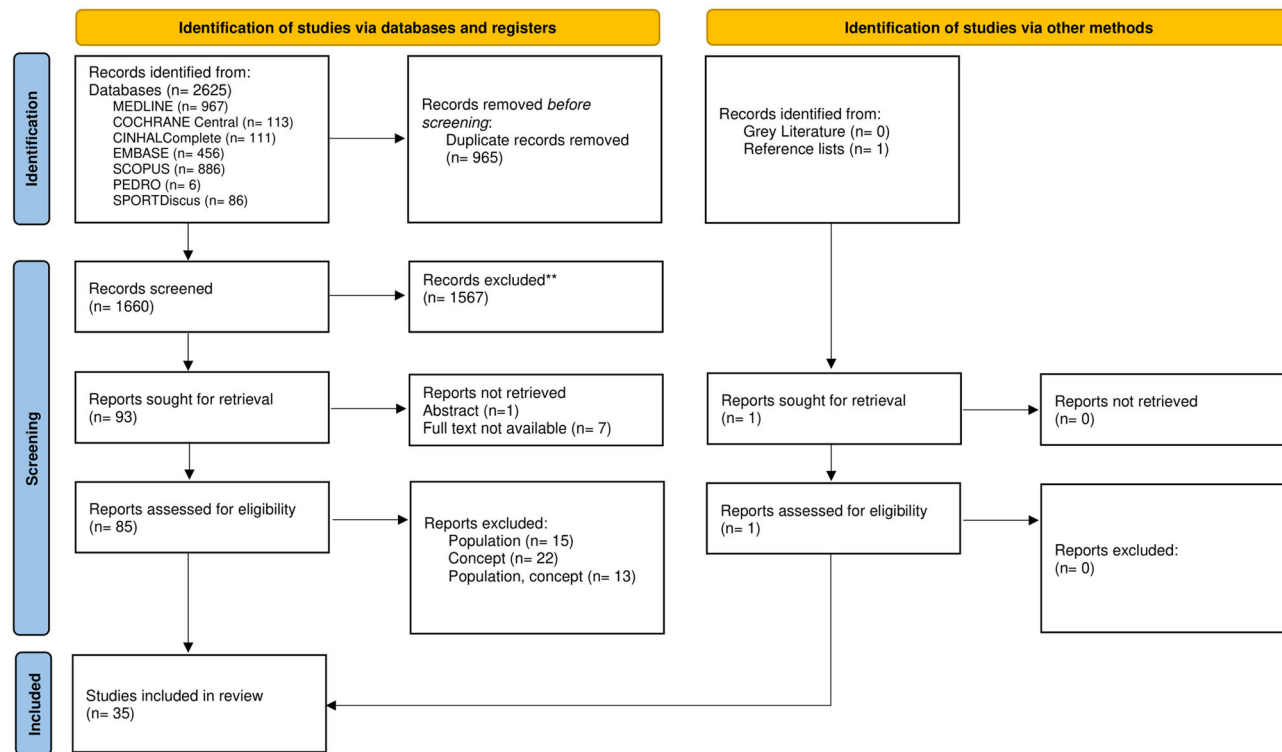 Identification of studies via databases and registers
Identification of studies via other methods
Identification
Records identified from:
Databases (n= 2625)
MEDLINE (n= 967)
COCHRANE Central (n= 113)
CINHALComplete (n= 111)
EMBASE (n= 456)
SCOPUS (n= 886)
PEDRO (n= 6)
SPORTDiscus (n= 86)
Records removed before
screening:
Duplicate records removed
(n= 965)
Records identified from:
Grey Literature (n= 0)
Reference lists (n= 1)
Screening
Records screened
(n= 1660)
Records excluded**
(n= 1567)
Reports sought for retrieval
(n= 93)
Reports not retrieved
Abstract (n=1)
Full text not available (n= 7)
Reports sought for retrieval
(n= 1)
Reports not retrieved
(n= 0)
Reports assessed for eligibility
(n= 85)
Reports excluded:
Population (n= 15)
Concept (n= 22)
Population, concept (n= 13)
Reports assessed for eligibility
(n= 1)
Reports excluded:
(n= 0)
Included
Studies included in review
(n= 35)